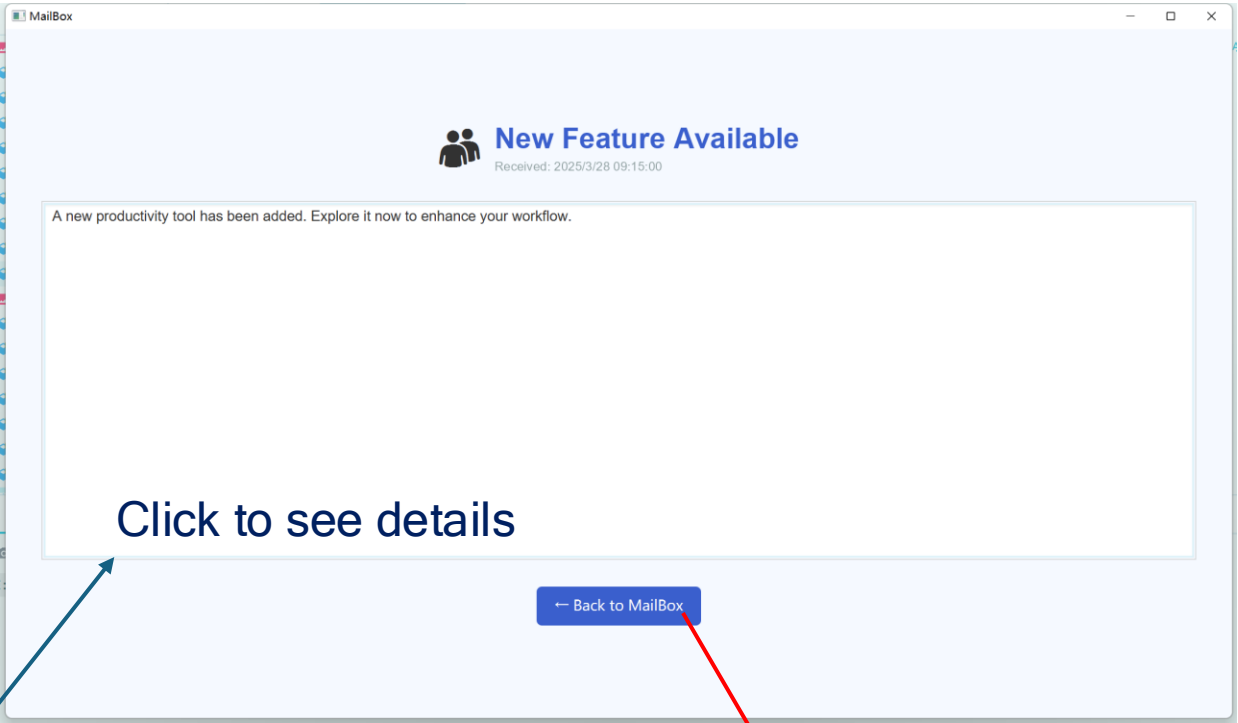 MailBox
New Feature Available
Received: 2025/3/28 09:15:00
A new productivity tool has been added. Explore it now to enhance your workflow.
Click to see details
← Back to MailBox